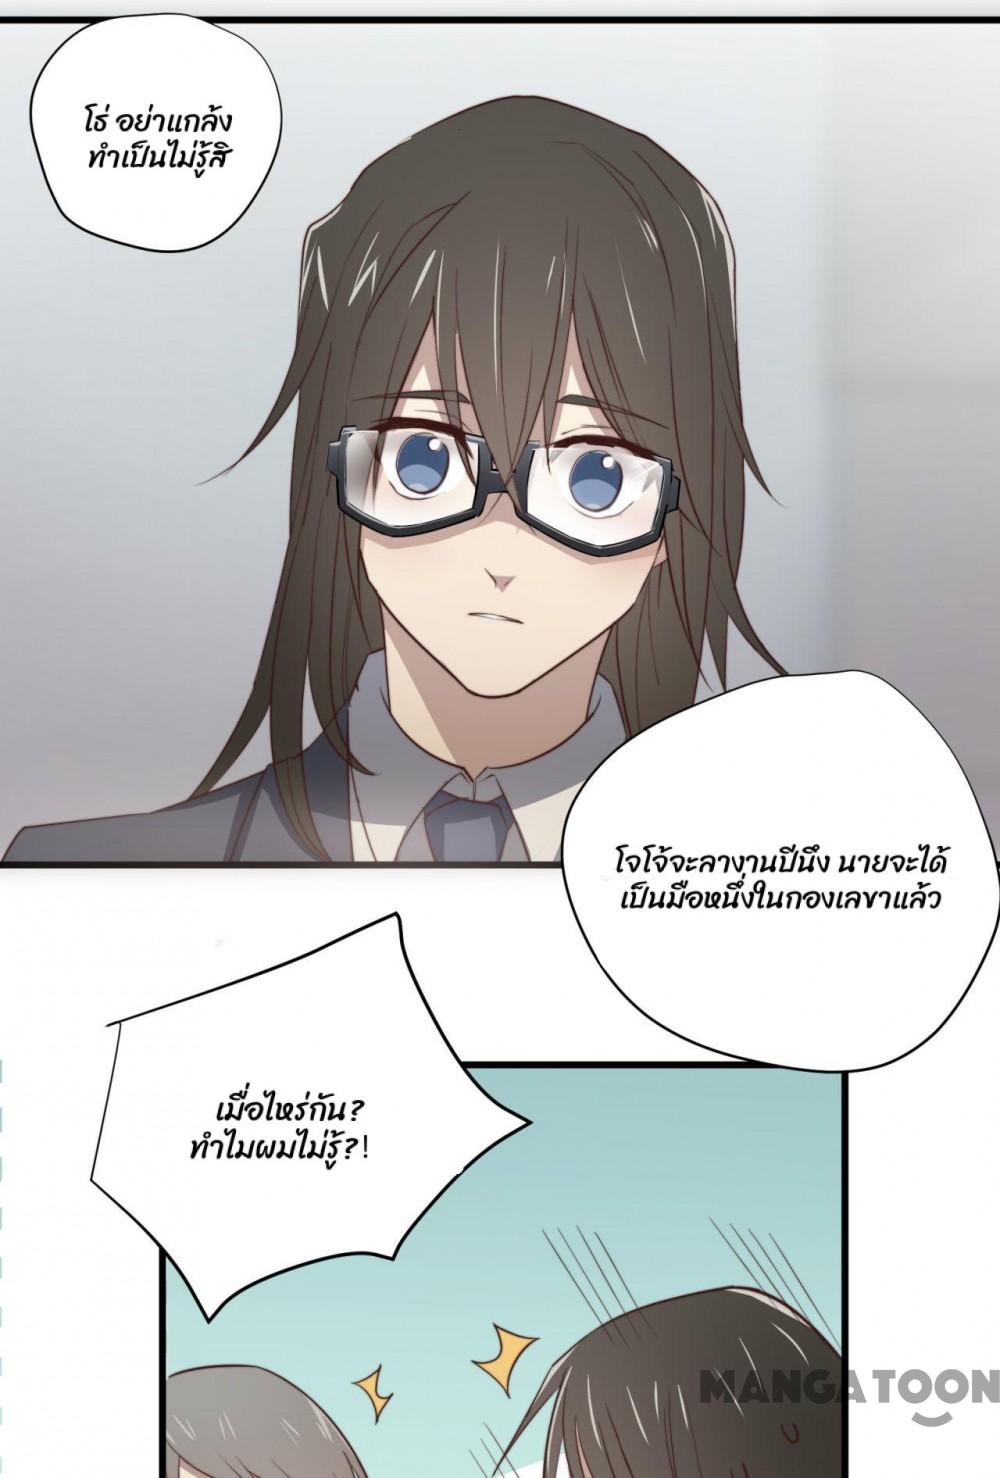 โธ่ อย่าแกล้ง
ทำเป็นไม่รู้สิ
โจโจ้จะลางานปีนึง นายจะได้
เป็นมือหนึ่งในกองเลขาแล้ว
เมื่อไหร่กัน?
ทำไมผมไม่รู้?!
MANGATOON